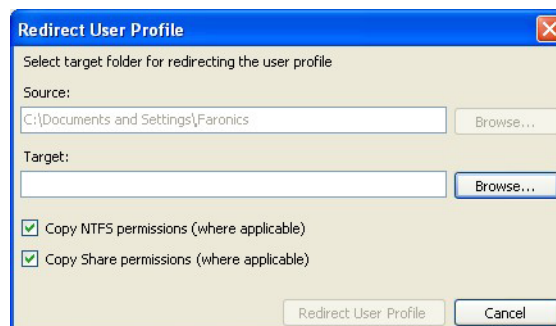 Redirect User Profile
Select target folder for redirecting the user profile
Source:
C:\Documents and Settings\Faronics
Browse...
Target:
Browse...
Copy NTFS permissions (where applicable)
Copy Share permissions (where applicable)
Redirect User Profile
Cancel